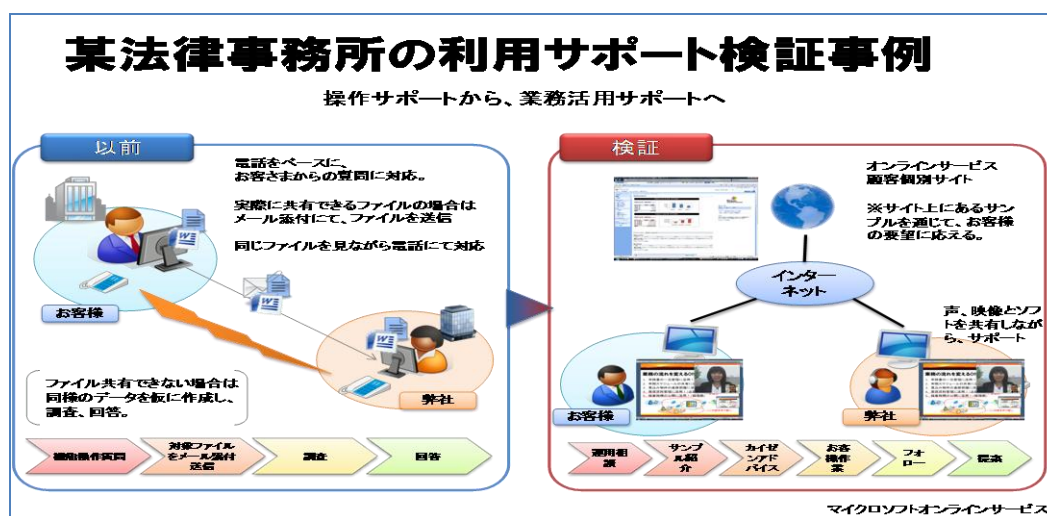 某法律事務所の利用サポート検証事例
操作サポートから、業務活用サポートへ
以前
電話をベースに、
お客さまからの質問に対応。
実際に共有できるファイルの場合は
メール添付にて、ファイルを送信
同じファイルを見ながら電話にて対応
お客様
弊社
ファイル共有できない場合は
同様のデータを仮に作成し、
調査、回答。
機能操作質問
対象ファイル
をメール添付
送信
調査
回答
検証
オンラインサービス
顧客個別サイト
※サイト上にあるサン
プルを通じて、お客様
の要望に応える。
インター
ネット
声、映像とソフ
トを共有しなが
ら、サポート
お客様
弊社
運用相
談
サンプ
ル紹
介
カイゼ
ンアド
バイス
お客
様作
業
フォ
ロー
提案
マイクロソフトオンラインサービス